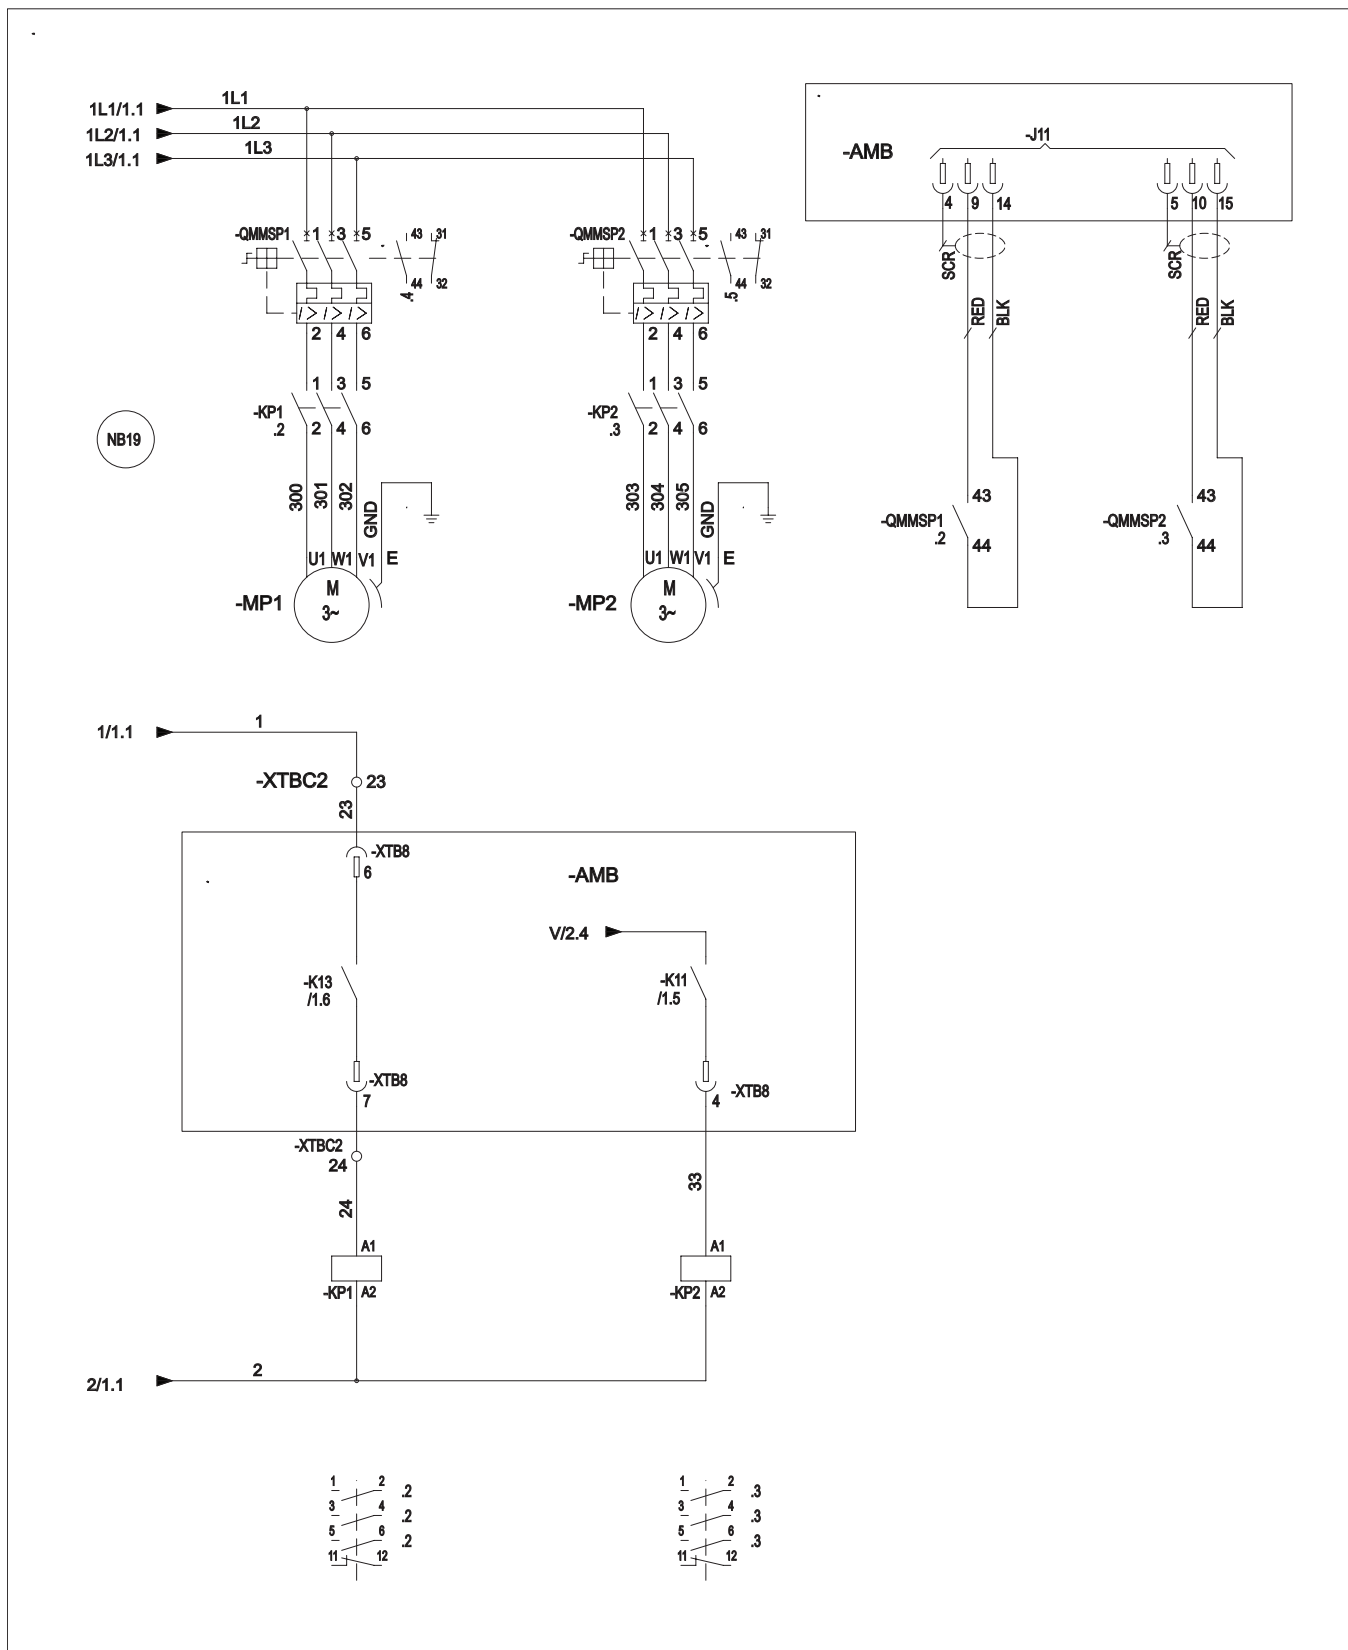 1L1/1.1 1L1
1L2/1.1 1L2
1L3/1.1 1L3
-QMMSP1 1 3 5 43 31
44 32
.4
2 4 6
1 3 5
-KP1
.2 2 4 6
NB19
300 301 302 GND
U1 W1 V1 E
-MP1 M
3~
-QMMSP2 1 3 5 43 31
44 32
.5
2 4 6
1 3 5
-KP2
.3 2 4 6
303 304 305 GND
U1 W1 V1 E
-MP2 M
3~
-J11
-AMB
4 9 14 5 10 15
SCR SCR
RED BLK RED BLK
43 43
-QMMSP1 -QMMSP2
.2 44 .3 44
1/1.1 1
-XTBC2 23
23
-XTB8
6 -AMB
V/2.4
-K13 -K11
/1.6 /1.5
-XTB8 -XTB8
7 4
-XTBC2
24
24 33
A1 A1
-KP1 A2 -KP2 A2
2/1.1 2
1 2 .2 1 2 .3
3 4 .2 3 4 .3
5 6 .2 5 6 .3
11 12 11 12